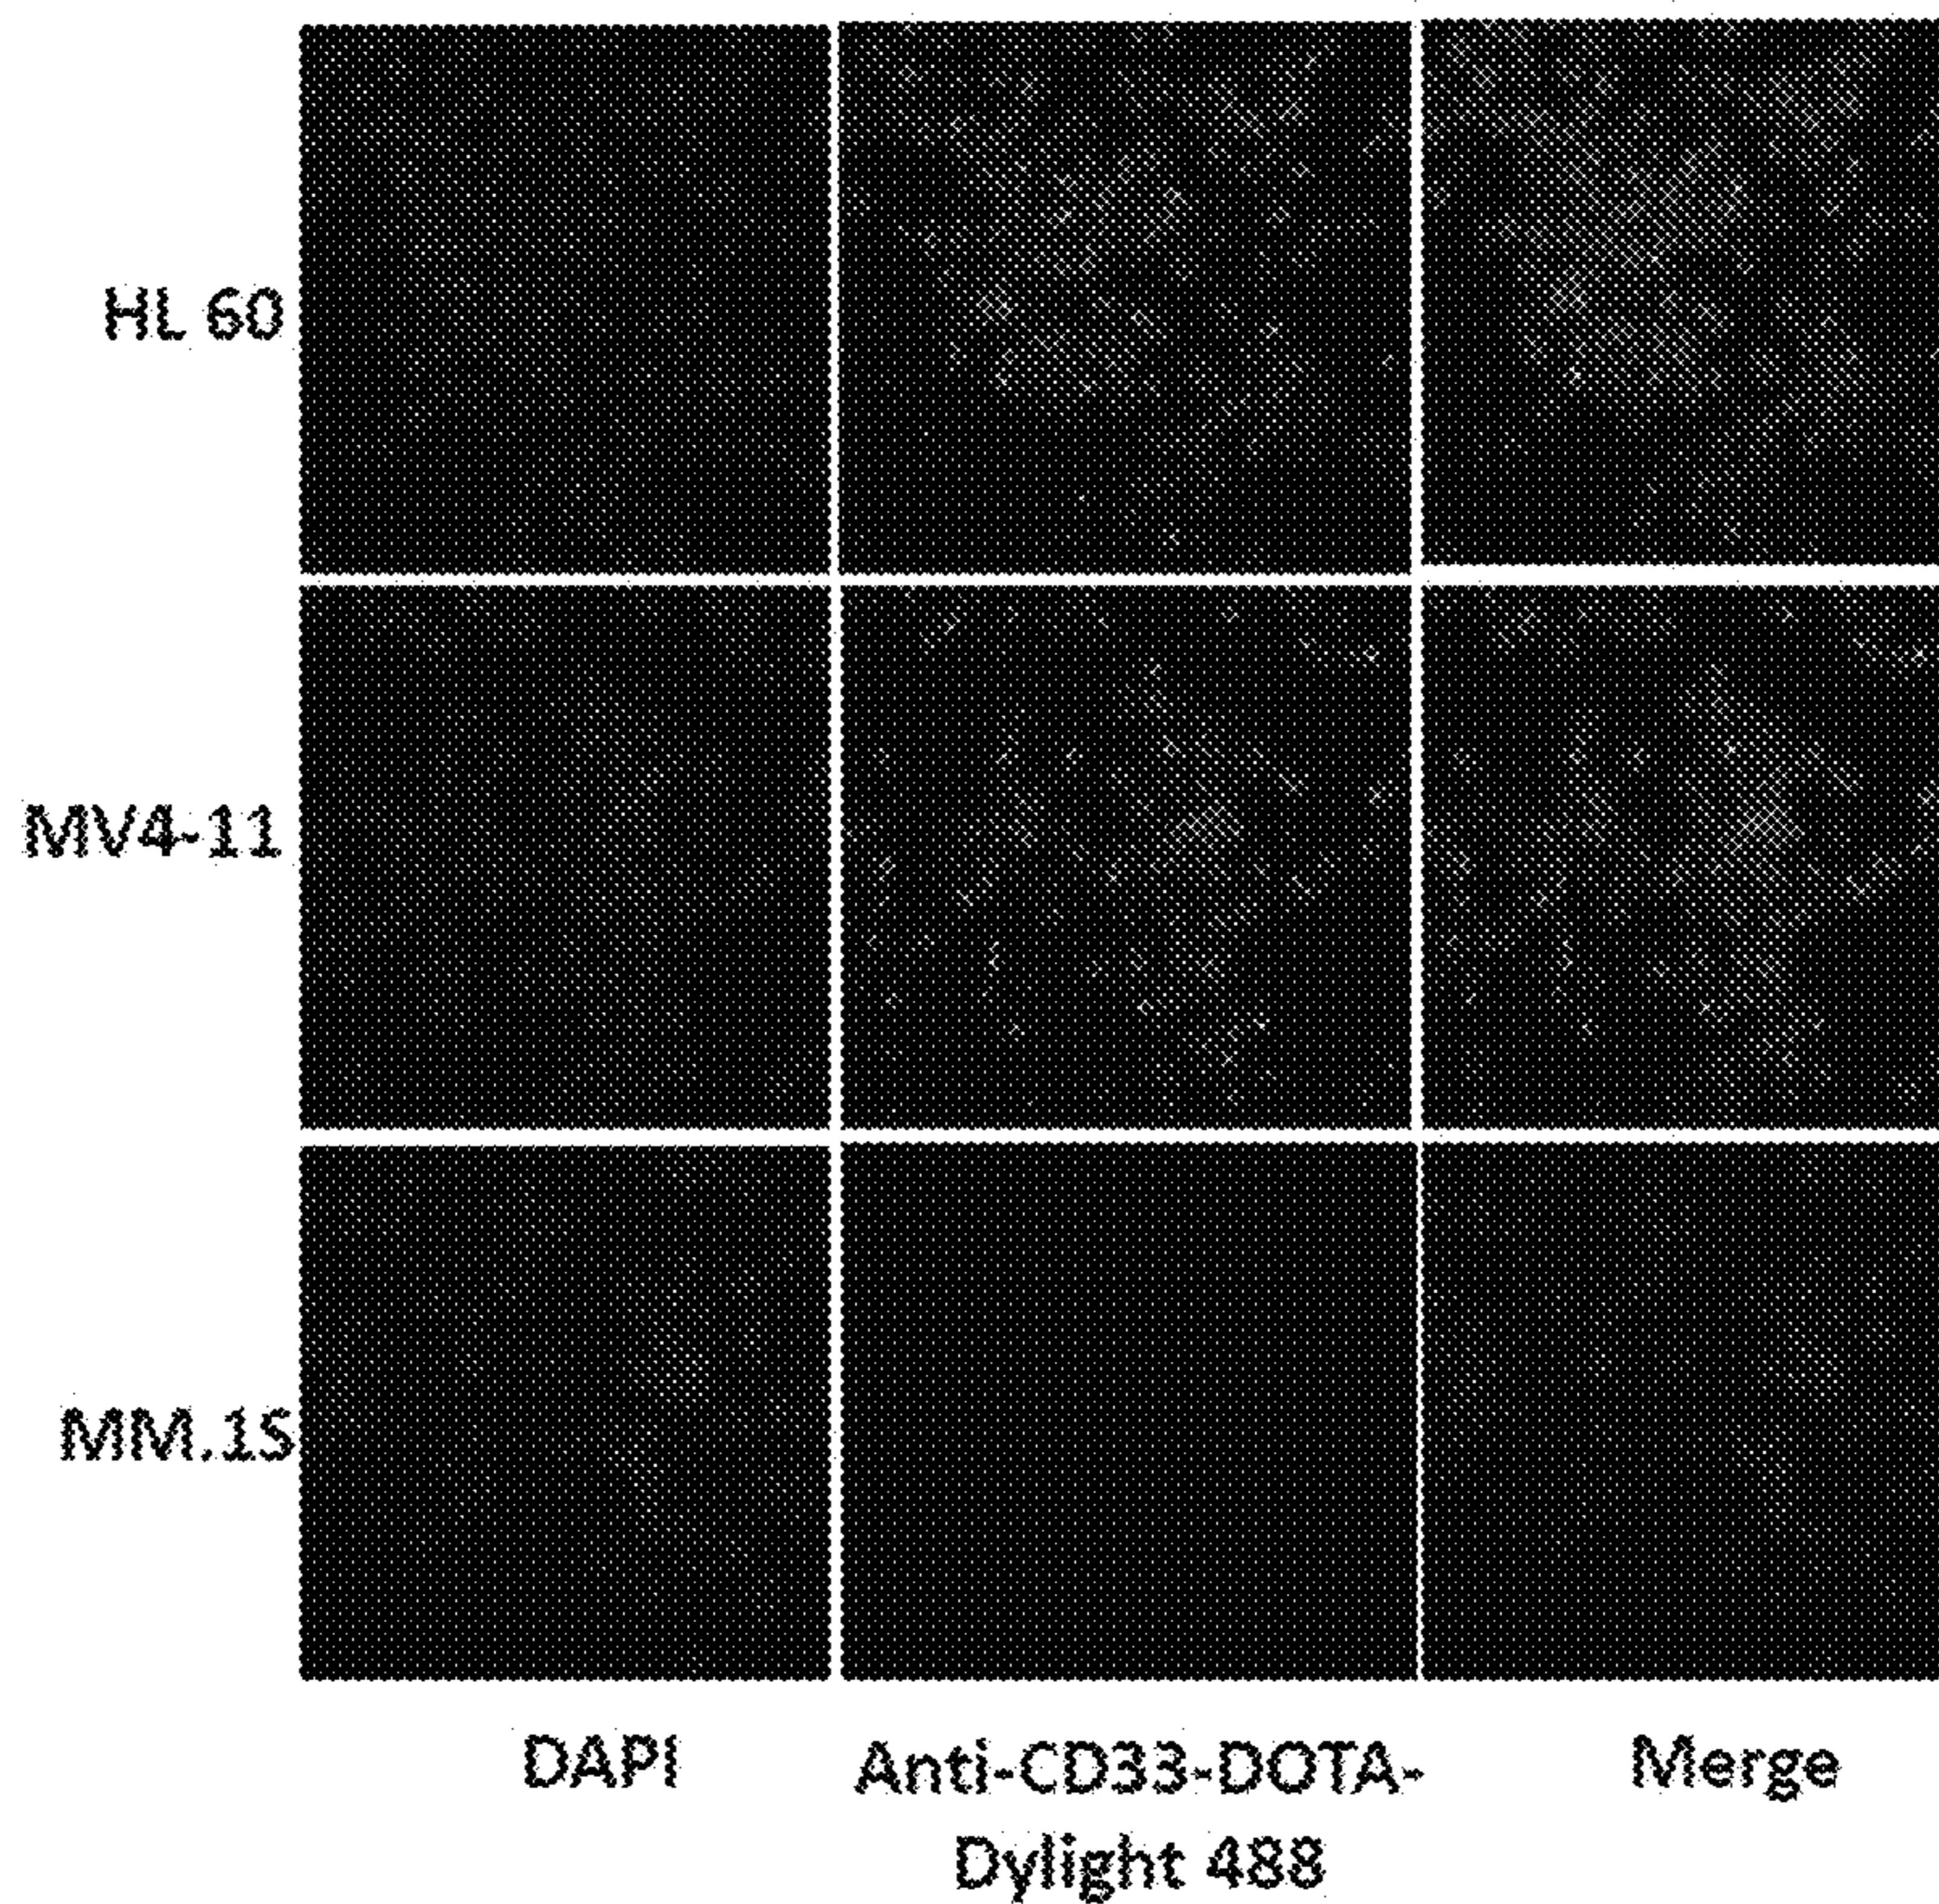 HL 60
MV4-11
MM.1S
DAPI
Anti-CD33-DOTA-
Dylight 488
Merge